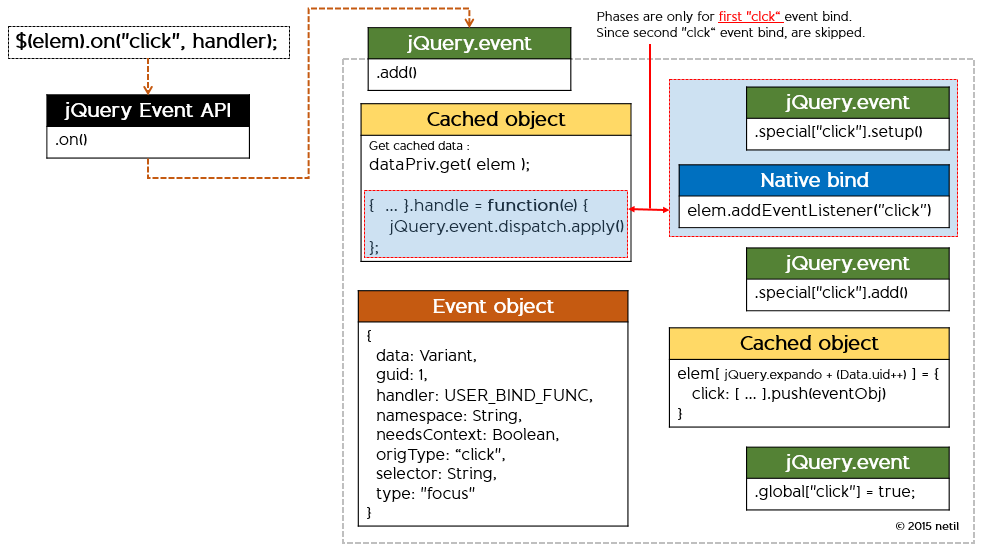 $(elem).on("click", handler);
jQuery Event API
.on()
jQuery.event
.add()
Phases are only for first "clck“ event bind.
Since second "clck“ event bind, are skipped.
Cached object
Get cached data :
dataPriv.get( elem );
{ ... }.handle = function(e) {
jQuery.event.dispatch.apply()
};
Event object
{
data: Variant,
guid: 1,
handler: USER_BIND_FUNC,
namespace: String,
needsContext: Boolean,
origType: “click",
selector: String,
type: "focus"
}
jQuery.event
.special["click"].setup()
Native bind
elem.addEventListener("click")
jQuery.event
.special["click"].add()
Cached object
elem[ jQuery.expando + (Data.uid++) ] = {
click: [ ... ].push(eventObj)
}
jQuery.event
.global["click"] = true;
© 2015 netil